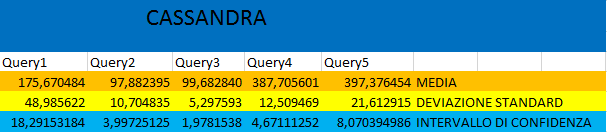 CASSANDRA
Query1 Query2 Query3 Query4 Query5
175,670484 97,882395 99,682840 387,705601 397,376454 MEDIA
48,985622 10,704835 5,297593 12,509469 21,612915 DEVIAZIONE STANDARD
18,29153184 3,99725125 1,9781538 4,67111252 8,070394986 INTERVALLO DI CONFIDENZA